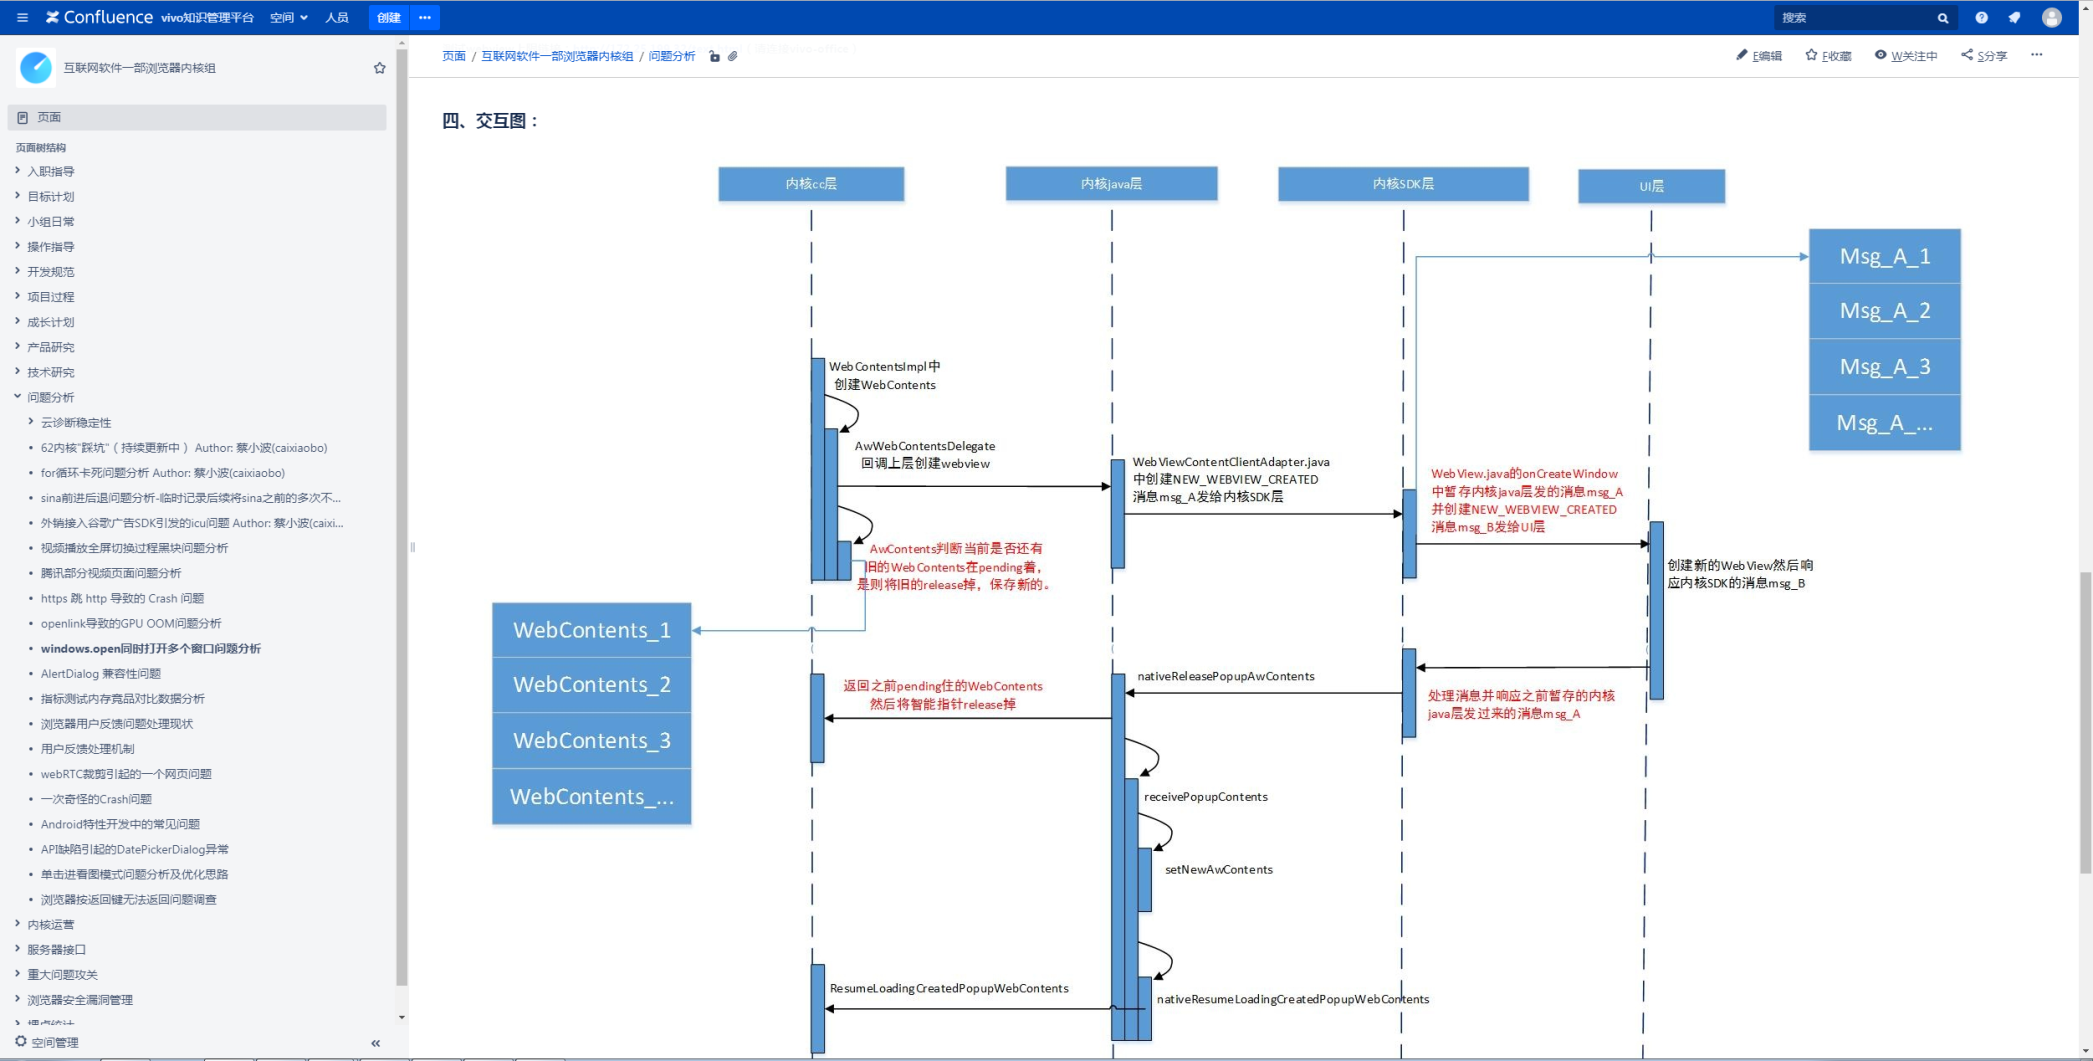 Confluence vivo知识管理平台 空间 人员 创建 ··· 搜索
互联网软件一部浏览器内核组
页面
页面树结构
入职指导
目标计划
小组日常
操作指导
开发规范
项目过程
成长计划
产品研究
技术研究
问题分析
云诊断稳定性
62内核"踩坑"（持续更新中） Author: 蔡小波(caixiaobo)
for循环卡死问题分析 Author: 蔡小波(caixiaobo)
sina前进后退问题分析-临时记录后续将sina之前的多次不...
外销接入谷歌广告SDK引发的icu问题 Author: 蔡小波(caixi...
视频播放全屏切换过程黑块问题分析
腾讯部分视频页面问题分析
https 跳 http 导致的 Crash 问题
openlink导致的GPU OOM问题分析
windows.open同时打开多个窗口问题分析
AlertDialog 兼容性问题
指标测试内存竞品对比数据分析
浏览器用户反馈问题处理现状
用户反馈处理机制
webRTC裁剪引起的一个网页问题
一次奇怪的Crash问题
Android特性开发中的常见问题
API缺陷引起的DatePickerDialog异常
单击进看图模式问题分析及优化思路
浏览器按返回键无法返回问题调查
内核运营
服务器接口
重大问题攻关
浏览器安全漏洞管理
空间管理 «
页面 / 互联网软件一部浏览器内核组 / 问题分析
E编辑 F收藏 W关注中 S分享 ···
四、交互图：
内核cc层
内核java层
内核SDK层
UI层
Msg_A_1
Msg_A_2
Msg_A_3
Msg_A_...
WebContentsImpl中
创建WebContents
AwWebContentsDelegate
回调上层创建webview
WebViewContentClientAdapter.java
中创建NEW_WEBVIEW_CREATED
消息msg_A发给内核SDK层
WebView.java的onCreateWindow
中暂存内核java层发的消息msg_A
并创建NEW_WEBVIEW_CREATED
消息msg_B发给UI层
AwContents判断当前是否还有
旧的WebContents在pending着，
是则将旧的release掉，保存新的。
创建新的WebView然后响
应内核SDK的消息msg_B
WebContents_1
WebContents_2
WebContents_3
WebContents_...
返回之前pending住的WebContents
然后将智能指针release掉
nativeReleasePopupAwContents
处理消息并响应之前暂存的内核
java层发过来的消息msg_A
receivePopupContents
setNewAwContents
ResumeLoadingCreatedPopupWebContents
nativeResumeLoadingCreatedPopupWebContents